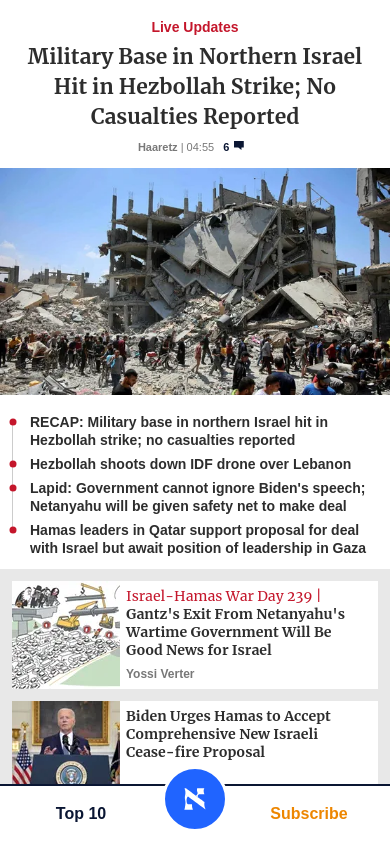 Live Updates
Military Base in Northern Israel
Hit in Hezbollah Strike; No
Casualties Reported
Haaretz | 04:55 6
RECAP: Military base in northern Israel hit in
Hezbollah strike; no casualties reported
Hezbollah shoots down IDF drone over Lebanon
Lapid: Government cannot ignore Biden's speech;
Netanyahu will be given safety net to make deal
Hamas leaders in Qatar support proposal for deal
with Israel but await position of leadership in Gaza
Israel-Hamas War Day 239 |
Gantz's Exit From Netanyahu's
Wartime Government Will Be
Good News for Israel
Yossi Verter
Biden Urges Hamas to Accept
Comprehensive New Israeli
Cease-fire Proposal
Top 10
Subscribe